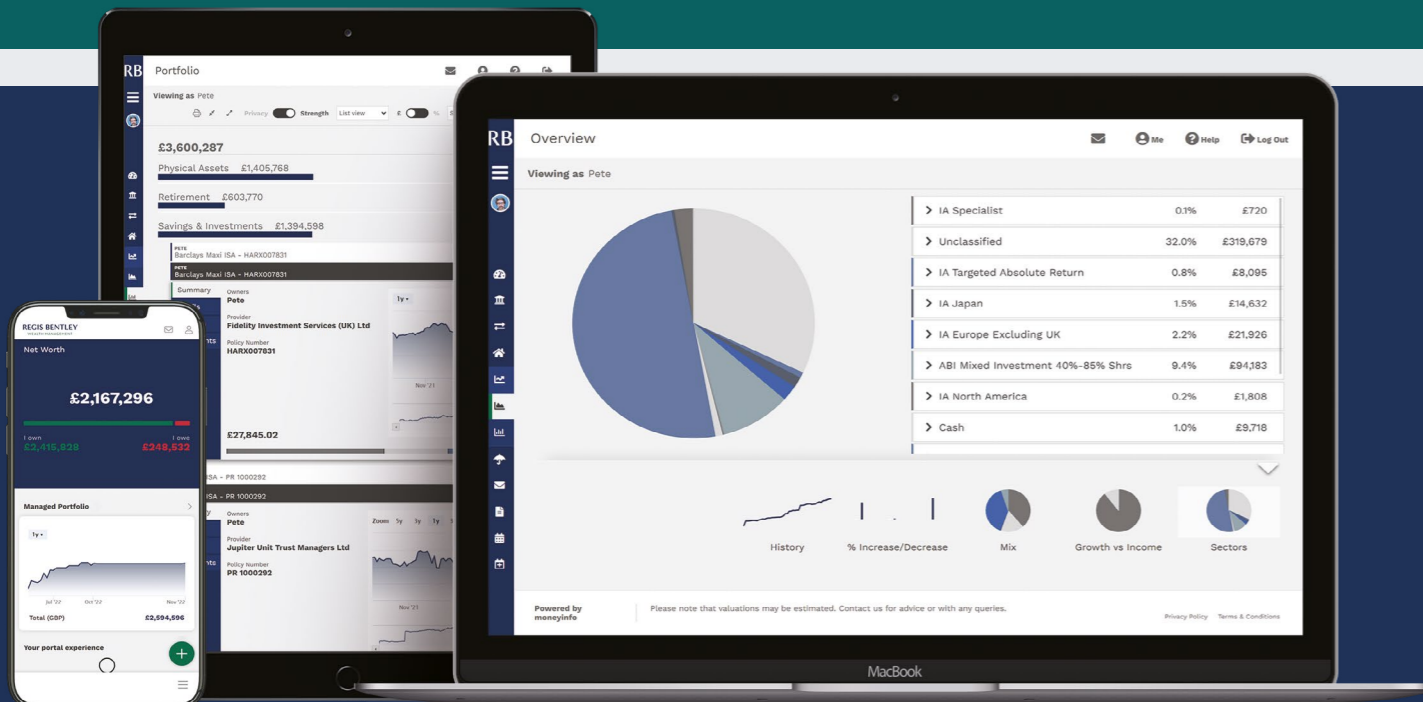 RB
Portfolio
Viewing as Pete
Privacy
Strength
List view
£
%
£3,600,287
Physical Assets £1,405,768
Retirement £603,770
Savings & Investments £1,394,598
PETE
Barclays Maxi ISA - HARX007831
PETE
Barclays Maxi ISA - HARX007831
Summary
Owners
Pete
1y
Provider
Fidelity Investment Services (UK) Ltd
Policy Number
HARX007831
Nov '21
£27,845.02
ISA - PR 1000292
ISA - PR 1000292
Owners
Pete
Zoom 1y 1y 1y
Provider
Jupiter Unit Trust Managers Ltd
Policy Number
PR 1000292
Nov '21
REGIS BENTLEY
WEALTH MANAGEMENT
Net Worth
£2,167,296
I own
I owe
£2,415,828
£248,532
Managed Portfolio
1y
Jul '22
Oct '22
Nov '22
Total (GBP)
£2,594,596
Your portal experience
RB
Overview
Me
Help
Log Out
Viewing as Pete
IA Specialist 0.1% £720
Unclassified 32.0% £319,679
IA Targeted Absolute Return 0.8% £8,095
IA Japan 1.5% £14,632
IA Europe Excluding UK 2.2% £21,926
ABI Mixed Investment 40%-85% Shrs 9.4% £94,183
IA North America 0.2% £1,808
Cash 1.0% £9,718
History
% Increase/Decrease
Mix
Growth vs Income
Sectors
Powered by
moneyinfo
Please note that valuations may be estimated. Contact us for advice or with any queries.
Privacy Policy
Terms & Conditions
MacBook